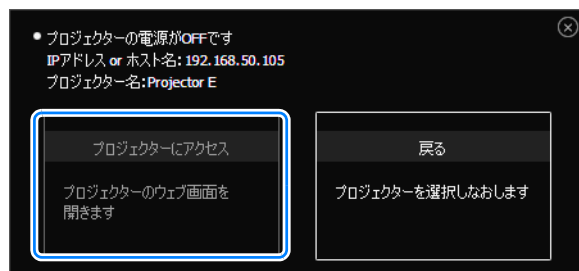 プロジェクターの電源がOFFです
IPアドレス or ホスト名: 192.168.50.105
プロジェクター名:Projector E
プロジェクターにアクセス
プロジェクターのウェブ画面を
開きます
戻る
プロジェクターを選択しなおします